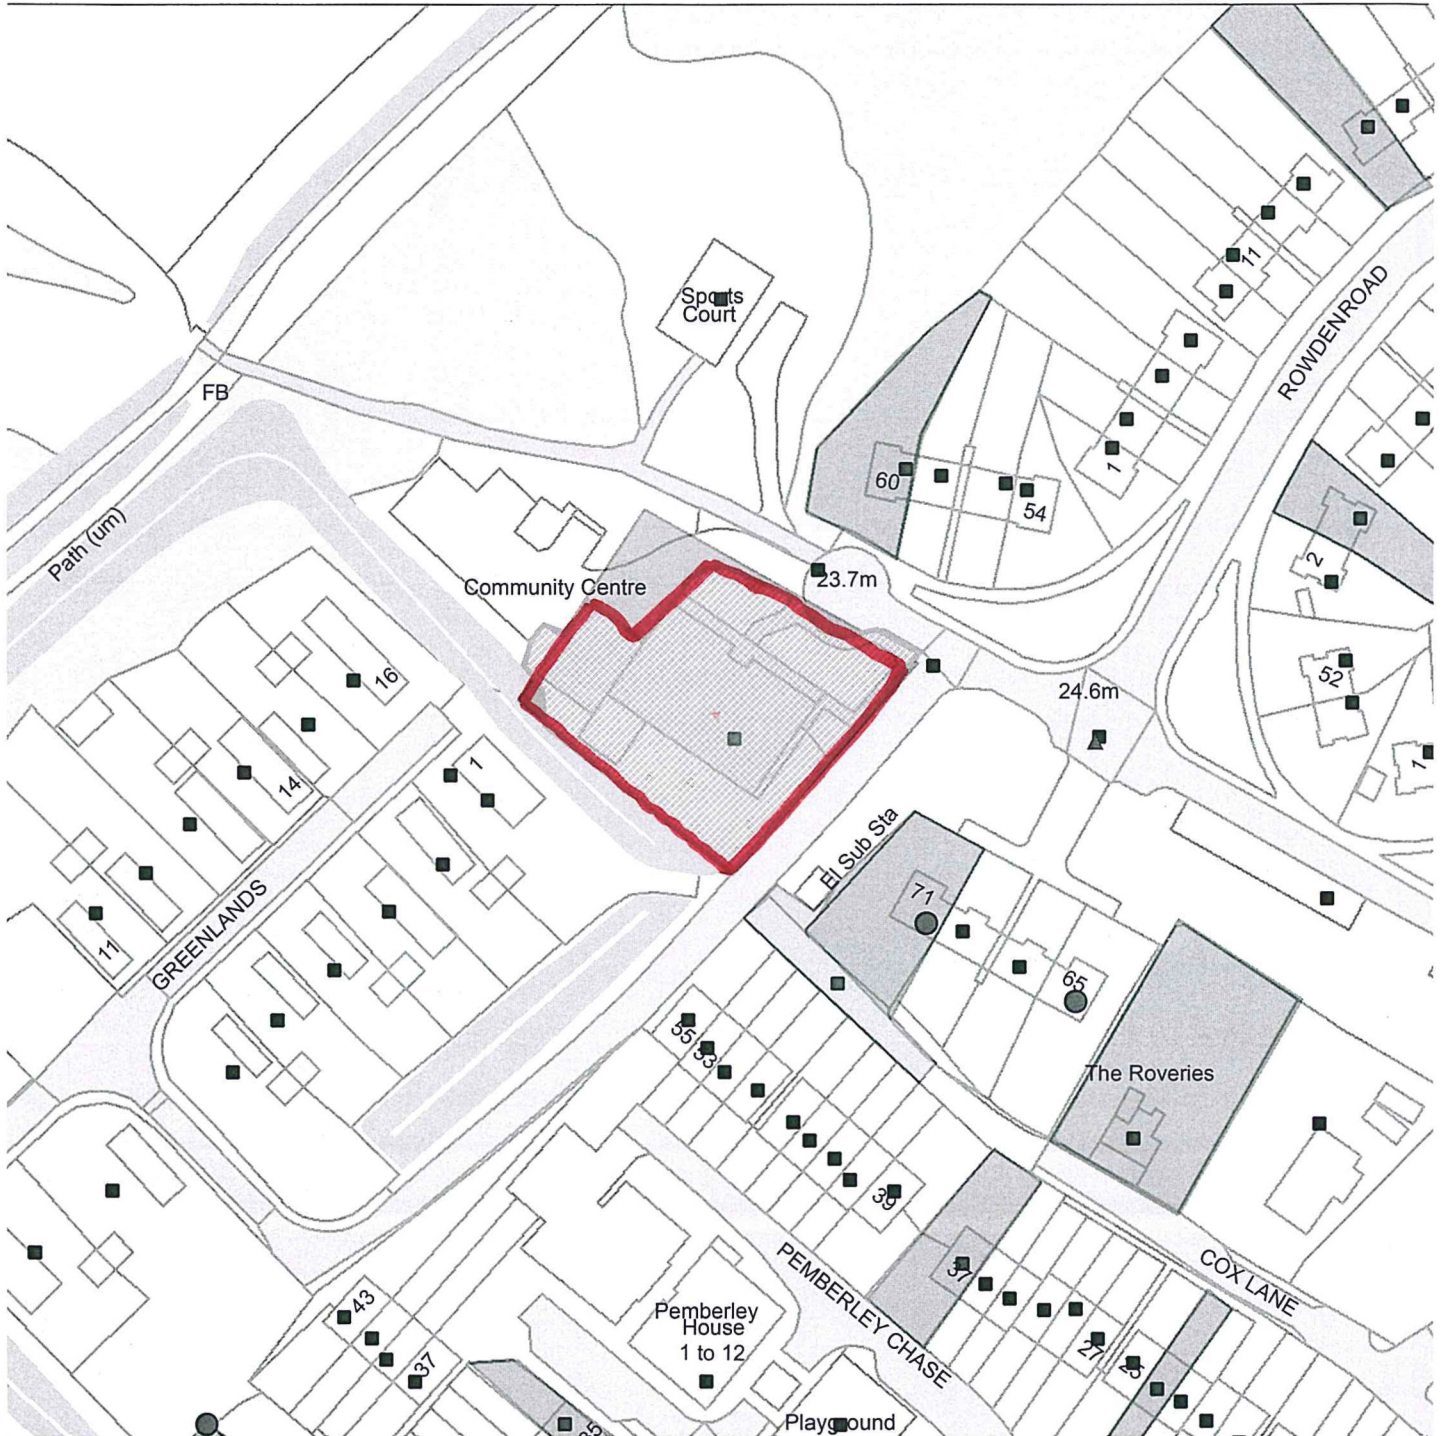 11
ROWDENROAD
Sports
Court
FB
60
54
1
2
Path (um)
Community Centre
23.7m
16
52
24.6m
1
1
14
El Sub Sta
71
11
GREENLANDS
65
55
53
The Roveries
39
COX LANE
37
PEMBERLEY CHASE
43
Pemberley
House
1 to 12
27
25
37
Playground